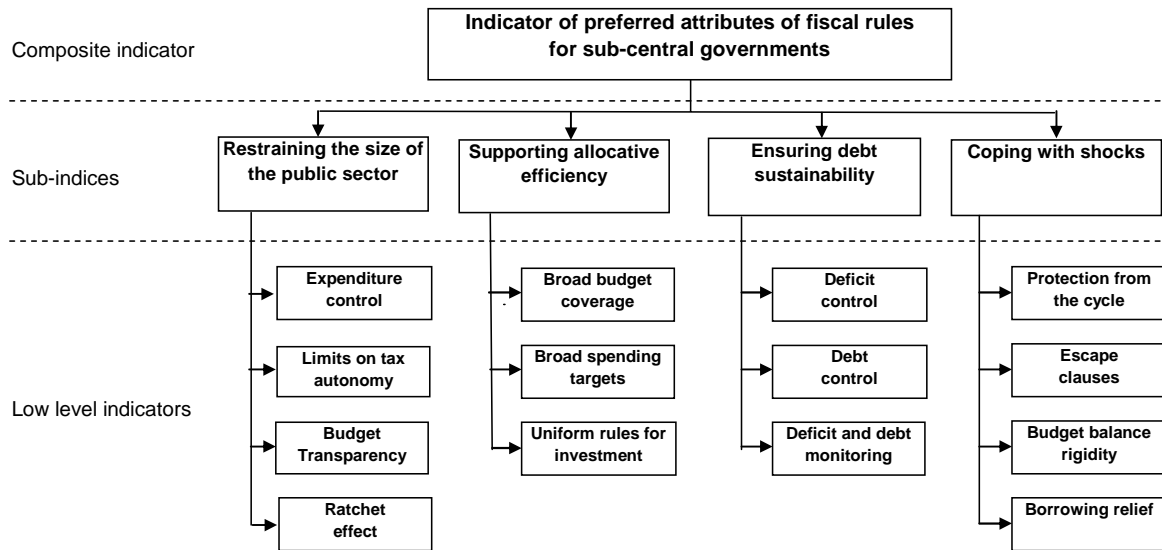 Indicator of preferred attributes of fiscal rules
for sub-central governments
Composite indicator
Restraining the size of
the public sector
Supporting allocative
efficiency
Ensuring debt
sustainability
Coping with shocks
Sub-indices
Expenditure
control
Broad budget
coverage
Deficit
control
Protection from
the cycle
Limits on tax
autonomy
Broad spending
targets
Debt
control
Escape
clauses
Low level indicators
Budget
Transparency
Uniform rules for
investment
Deficit and debt
monitoring
Budget balance
rigidity
Ratchet
effect
Borrowing relief